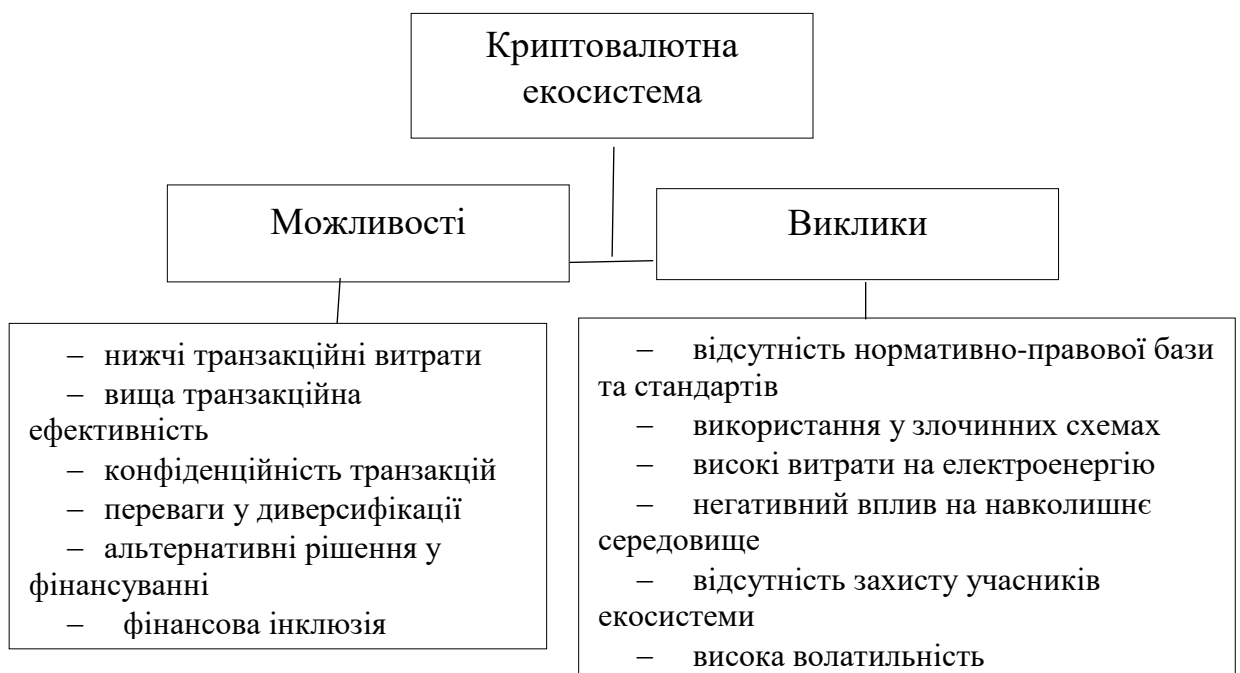 Криптовалютна
екосистема
Можливості
Виклики
– нижчі транзакційні витрати
– вища транзакційна
ефективність
– конфіденційність транзакцій
– переваги у диверсифікації
– альтернативні рішення у
фінансуванні
– фінансова інклюзія
– відсутність нормативно-правової бази
та стандартів
– використання у злочинних схемах
– високі витрати на електроенергію
– негативний вплив на навколишнє
середовище
– відсутність захисту учасників
екосистеми
– висока волатильність